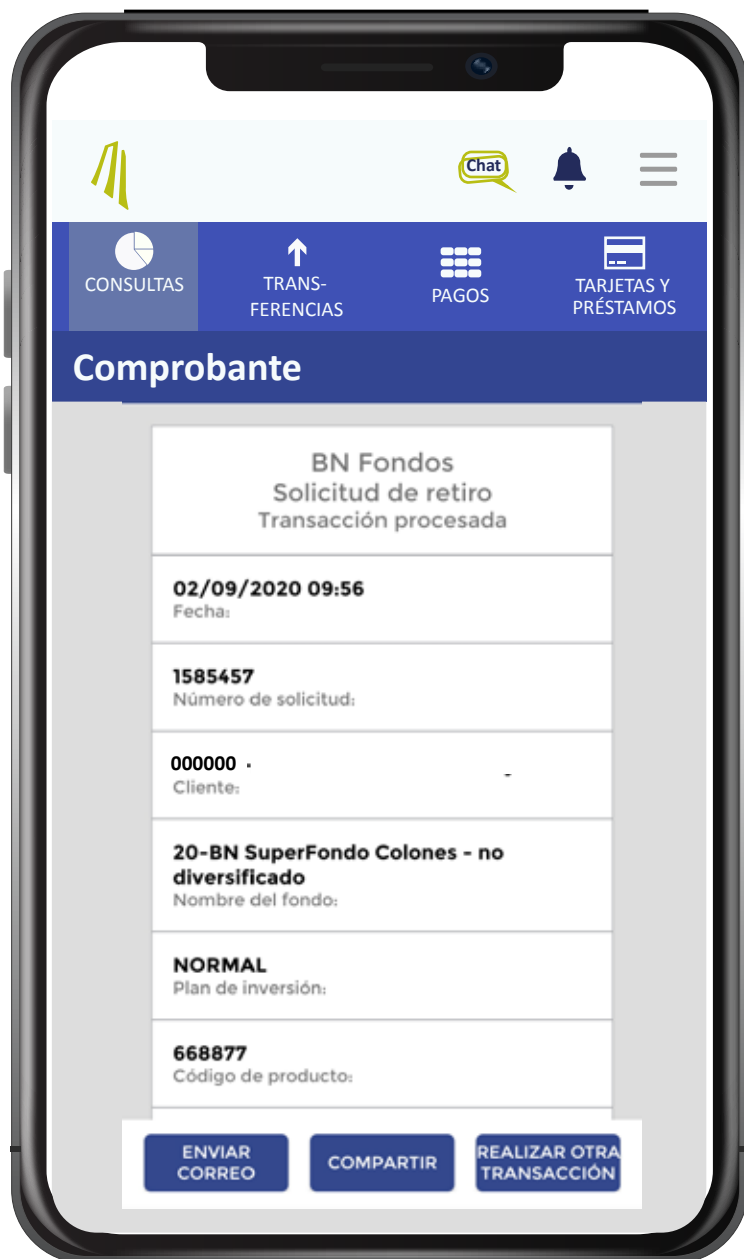 Chat
CONSULTAS
TRANS-
FERENCIAS
PAGOS
TARJETAS Y
PRÉSTAMOS
Comprobante
BN Fondos
Solicitud de retiro
Transacción procesada
02/09/2020 09:56
Fecha:
1585457
Número de solicitud:
000000
Cliente:
20-BN SuperFondo Colones - no
diversificado
Nombre del fondo:
NORMAL
Plan de inversión:
668877
Código de producto:
ENVIAR
CORREO
COMPARTIR
REALIZAR OTRA
TRANSACCIÓN